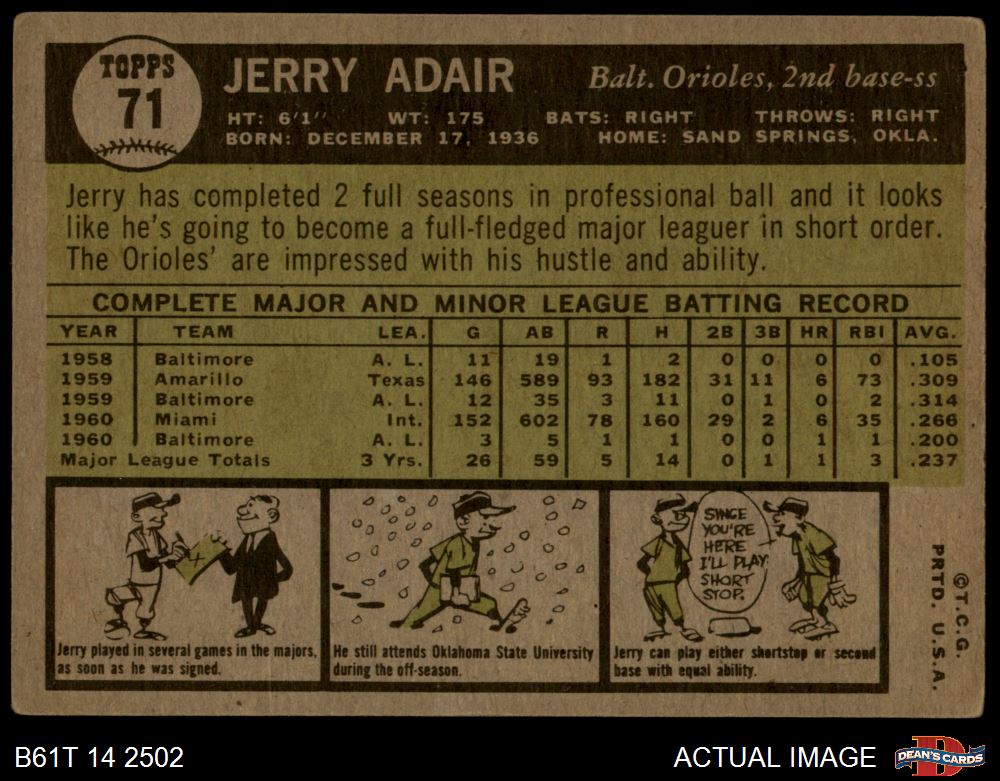 TOPPS
71
JERRY ADAIR
Balt. Orioles, 2nd base-ss
HT: 6'1" WT: 175 BATS: RIGHT THROWS: RIGHT
BORN: DECEMBER 17, 1936 HOME: SAND SPRINGS, OKLA.
Jerry has completed 2 full seasons in professional ball and it looks
like he's going to become a full-fledged major leaguer in short order.
The Orioles' are impressed with his hustle and ability.
COMPLETE MAJOR AND MINOR LEAGUE BATTING RECORD
YEAR TEAM LEA. G AB R H 2B 3B HR RBI AVG.
1958 Baltimore A. L. 11 19 1 2 0 0 0 0 .105
1959 Amarillo Texas 146 589 93 182 31 11 6 73 .309
1959 Baltimore A. L. 12 35 3 11 0 1 0 2 .314
1960 Miami Int. 152 602 78 160 29 2 6 35 .266
1960 Baltimore A. L. 3 5 1 1 0 0 1 1 .200
Major League Totals 3 Yrs. 26 59 5 14 0 1 1 3 .237
Jerry played in several games in the majors,
as soon as he was signed.
He still attends Oklahoma State University
during the off-season.
SINCE
YOU'RE
HERE
I'LL PLAY
SHORT
STOP.
Jerry can play either shortstop or second
base with equal ability.
©T.C.G.
PRTD. U.S.A.
B61T 14 2502
ACTUAL IMAGE
D
DEAN'S CARDS